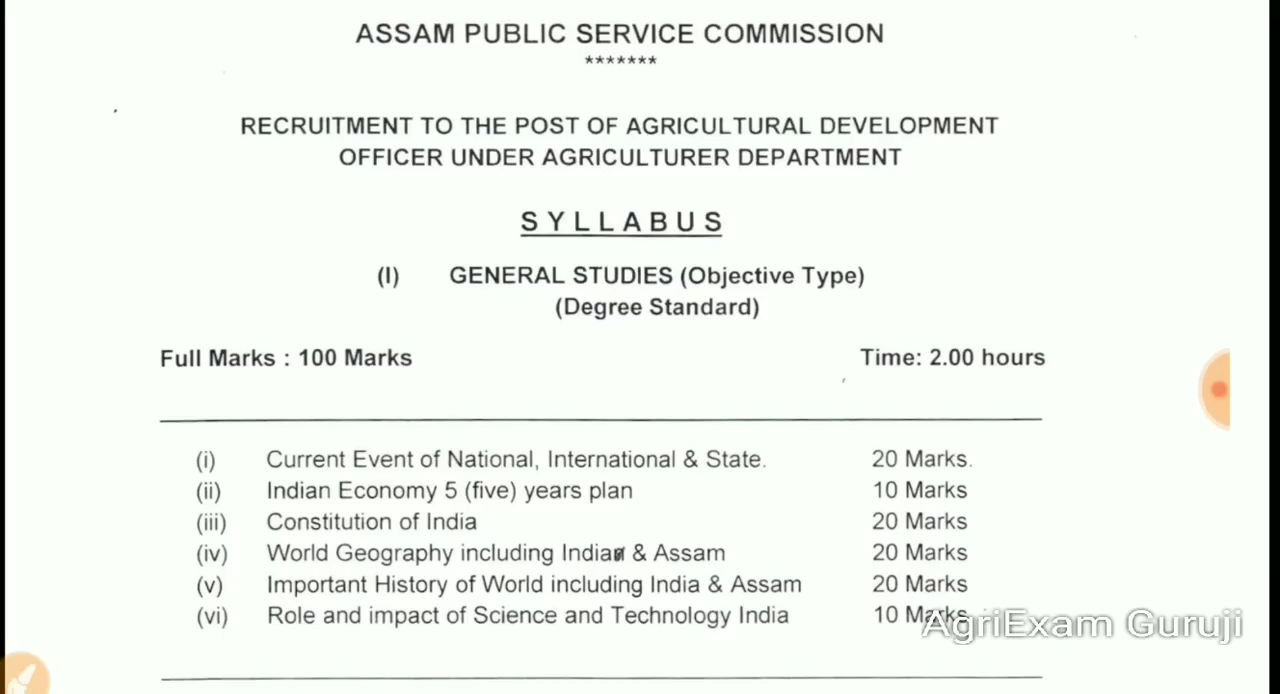 ASSAM PUBLIC SERVICE COMMISSION
*******
RECRUITMENT TO THE POST OF AGRICULTURAL DEVELOPMENT
OFFICER UNDER AGRICULTURER DEPARTMENT
SYLLABUS
(I) GENERAL STUDIES (Objective Type)
(Degree Standard)
Full Marks : 100 Marks Time: 2.00 hours
(i) Current Event of National, International & State. 20 Marks.
(ii) Indian Economy 5 (five) years plan 10 Marks
(iii) Constitution of India 20 Marks
(iv) World Geography including Indian & Assam 20 Marks
(v) Important History of World including India & Assam 20 Marks
(vi) Role and impact of Science and Technology India 10 Marks
AgriExam Guruji